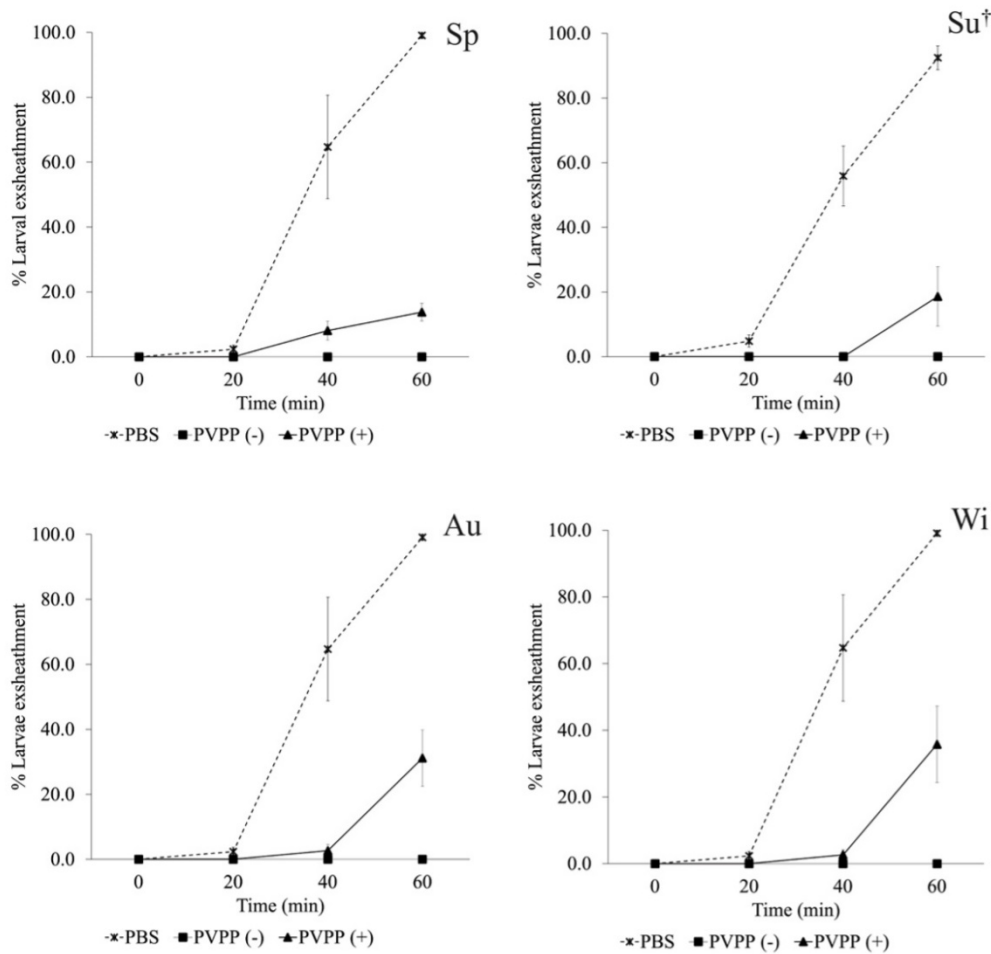 Sp
% Larval exsheathment
100.0
80.0
60.0
40.0
20.0
0.0
0 20 40 60
Time (min)
PBS PVPP (-) PVPP (+)
Su†
% Larvae exsheathment
100.0
80.0
60.0
40.0
20.0
0.0
0 20 40 60
Time (min)
PBS PVPP (-) PVPP (+)
Au
% Larvae exsheathment
100.0
80.0
60.0
40.0
20.0
0.0
0 20 40 60
Time (min)
PBS PVPP (-) PVPP (+)
Wi
% Larvae exsheathment
100.0
80.0
60.0
40.0
20.0
0.0
0 20 40 60
Time (min)
PBS PVPP (-) PVPP (+)